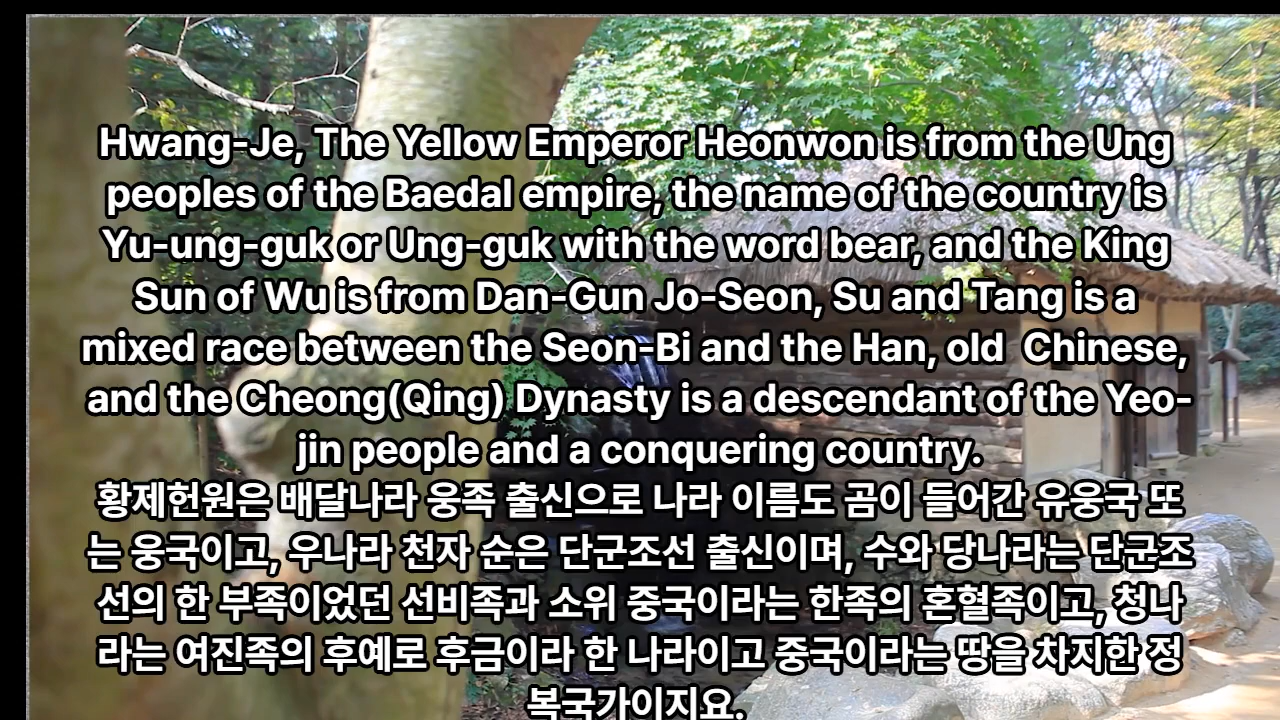 Hwang-Je, The Yellow Emperor Heonwon is from the Ung
peoples of the Baedal empire, the name of the country is
Yu-ung-guk or Ung-guk with the word bear, and the King
Sun of Wu is from Dan-Gun Jo-Seon, Su and Tang is a
mixed race between the Seon-Bi and the Han, old  Chinese,
and the Cheong(Qing) Dynasty is a descendant of the Yeo-
jin people and a conquering country.
황제헌원은 배달나라 웅족 출신으로 나라 이름도 곰이 들어간 유웅국 또
는 웅국이고, 우나라 천자 순은 단군조선 출신이며, 수와 당나라는 단군조
선의 한 부족이었던 선비족과 소위 중국이라는 한족의 혼혈족이고, 청나
라는 여진족의 후예로 후금이라 한 나라이고 중국이라는 땅을 차지한 정
복국가이지요.